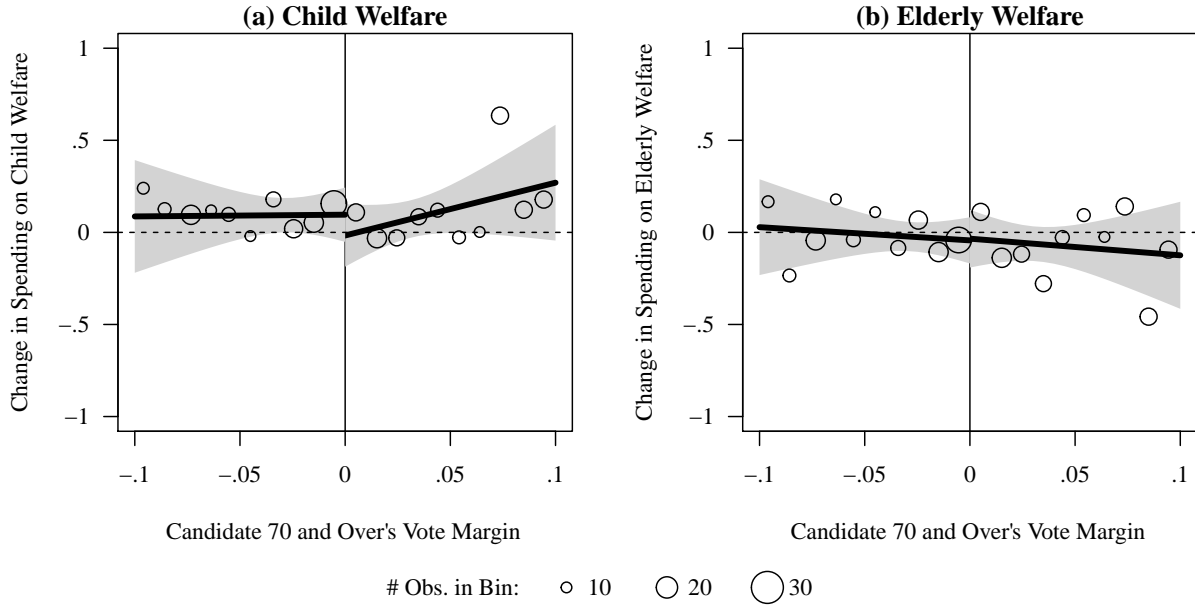 (a) Child Welfare
Change in Spending on Child Welfare
1
.5
0
−.5
−1
−.1
−.05
0
.05
.1
Candidate 70 and Over's Vote Margin
(b) Elderly Welfare
Change in Spending on Elderly Welfare
1
.5
0
−.5
−1
−.1
−.05
0
.05
.1
Candidate 70 and Over's Vote Margin
# Obs. in Bin: 10 20 30